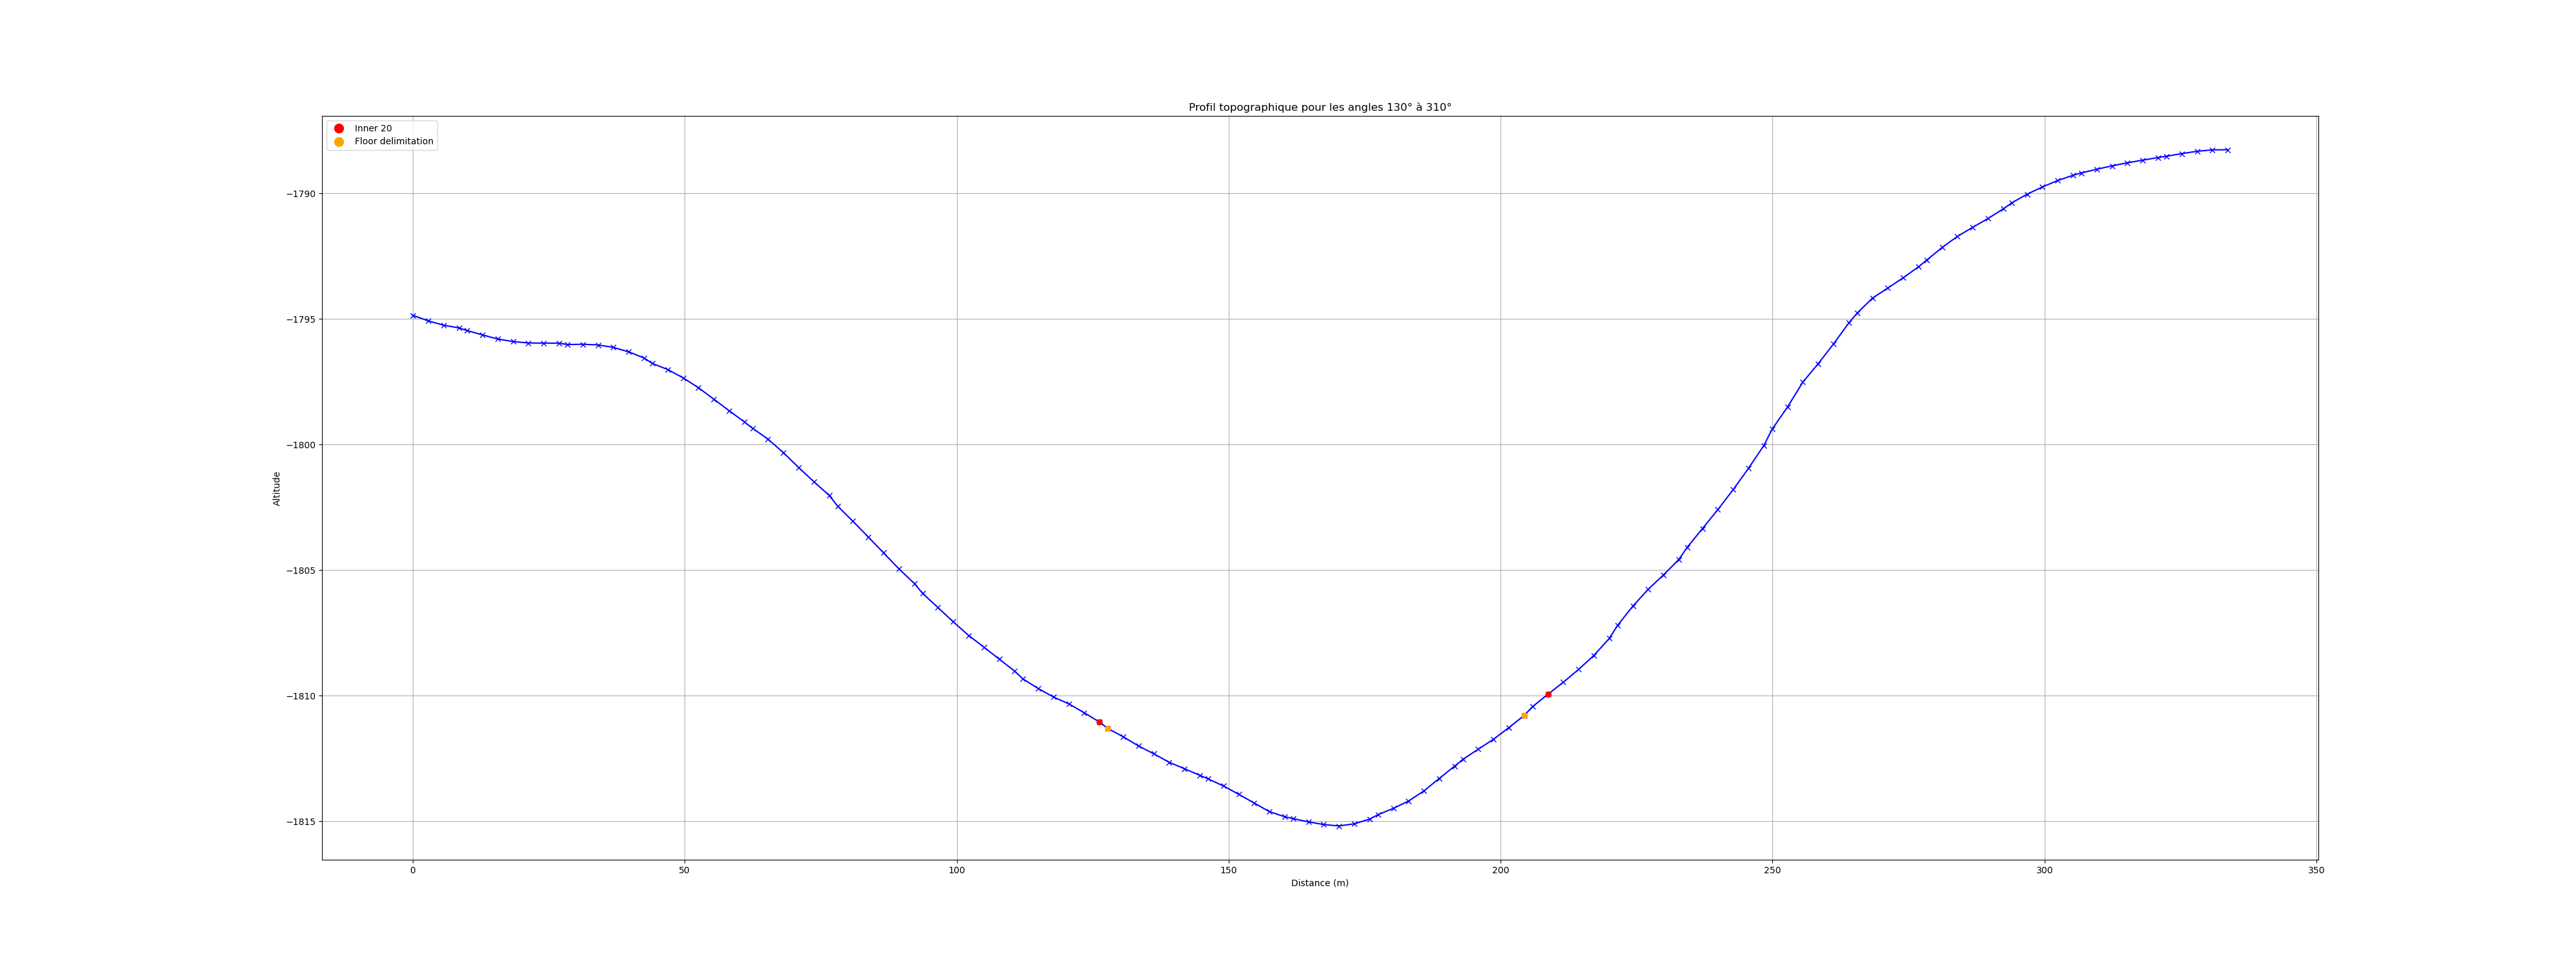 Profil topographique pour les angles 130° à 310°
Inner 20
Floor delimitation
Altitude
−1790
−1795
−1800
−1805
−1810
−1815
0 50 100 150 200 250 300 350
Distance (m)